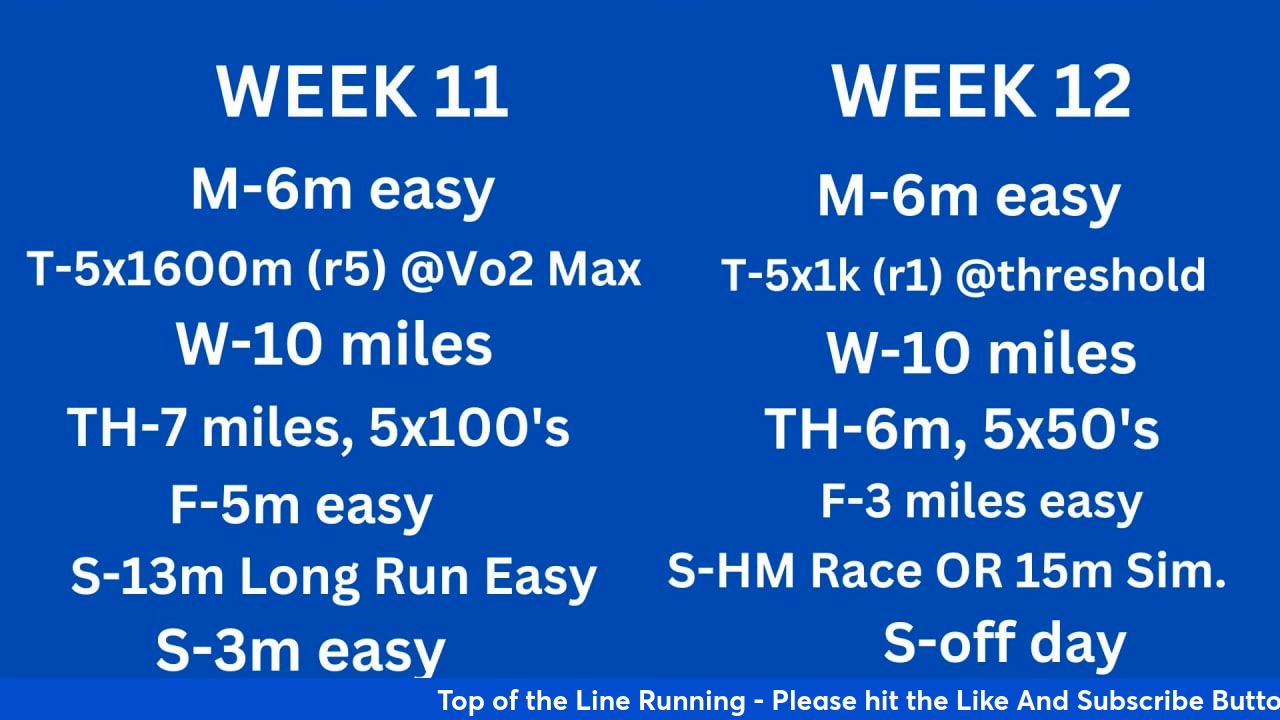 WEEK 11
M-6m easy
T-5x1600m (r5) @Vo2 Max
W-10 miles
TH-7 miles, 5x100's
F-5m easy
S-13m Long Run Easy
S-3m easy
WEEK 12
M-6m easy
T-5x1k (r1) @threshold
W-10 miles
TH-6m, 5x50's
F-3 miles easy
S-HM Race OR 15m Sim.
S-off day
Top of the Line Running - Please hit the Like And Subscribe Butto